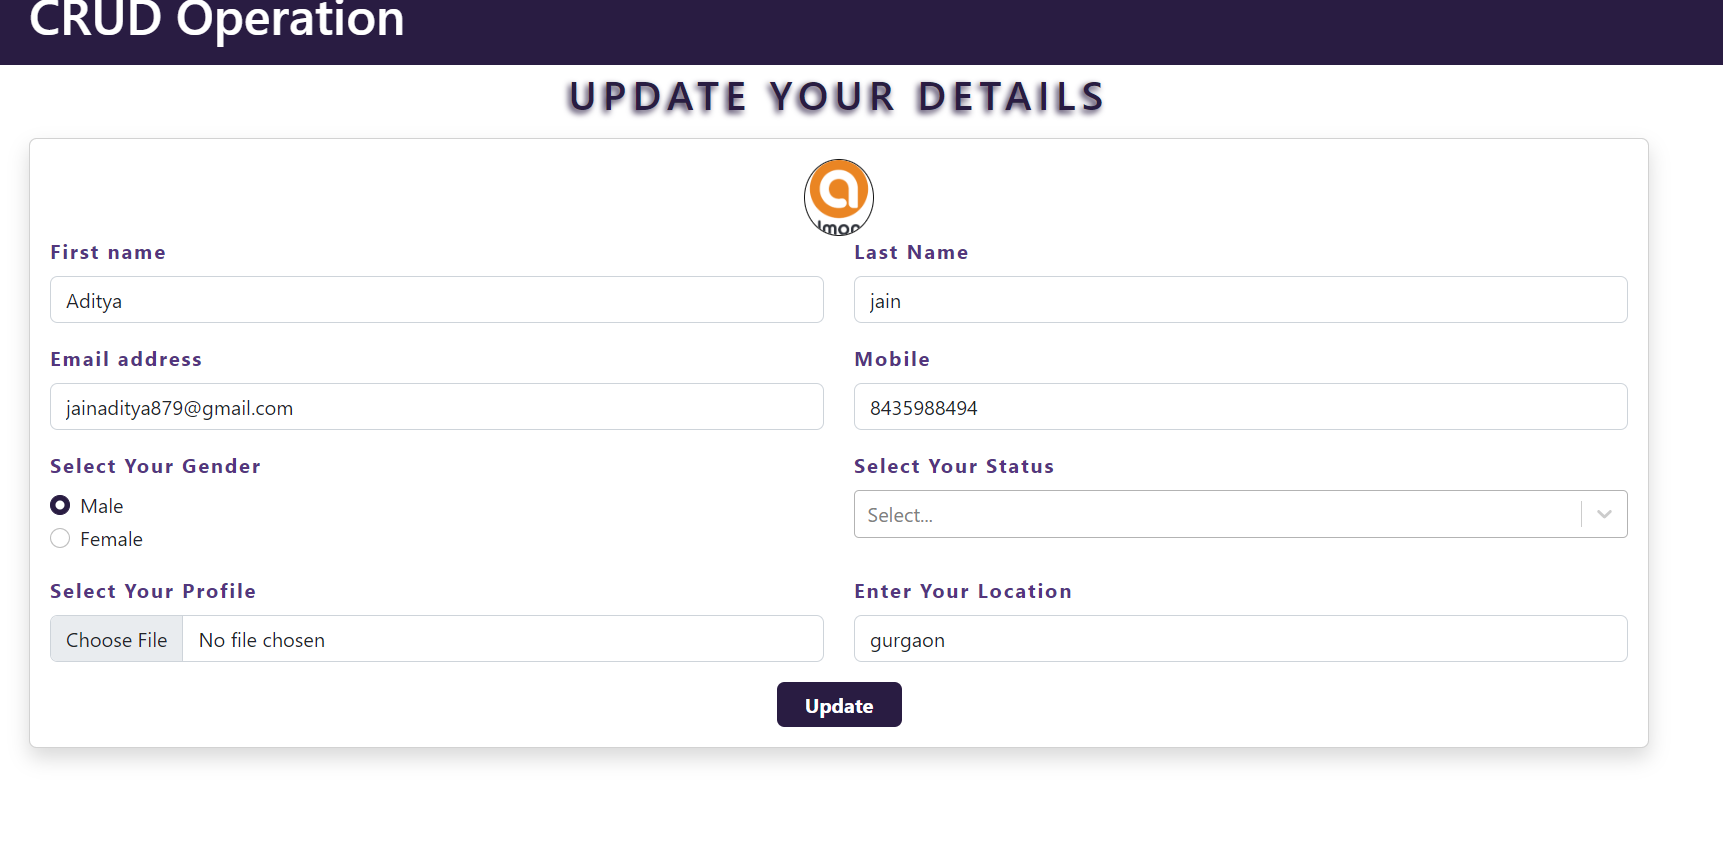 CRUD Operation
UPDATE YOUR DETAILS
a
lmon
First name
Last Name
Aditya
jain
Email address
Mobile
jainaditya879@gmail.com
8435988494
Select Your Gender
Select Your Status
Male
Select...
Female
Select Your Profile
Enter Your Location
Choose File No file chosen
gurgaon
Update